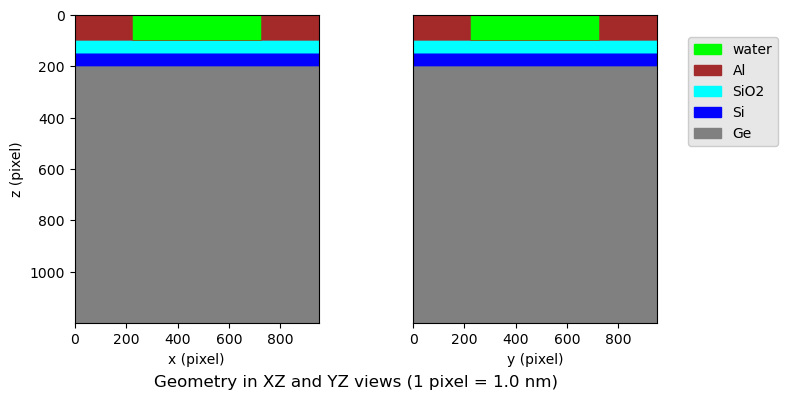 0
200
400
600
800
1000
z (pixel)
0 200 400 600 800
x (pixel)
0 200 400 600 800
y (pixel)
water
Al
SiO2
Si
Ge
Geometry in XZ and YZ views (1 pixel = 1.0 nm)